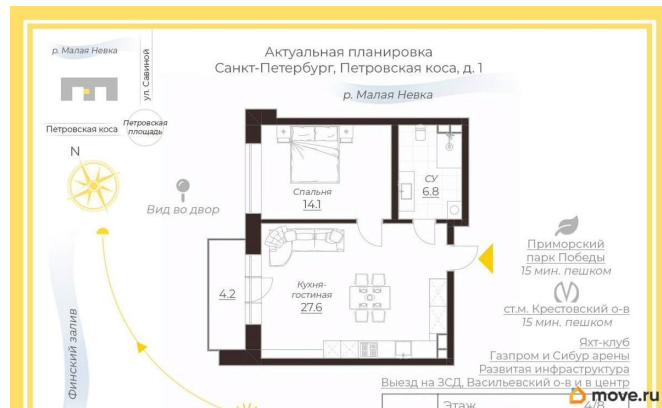 Актуальная планировка
Санкт-Петербург, Петровская коса, д. 1
р. Малая Невка
ул. Савиной
Петровская коса
Петровская
площадь
N
р. Малая Невка
Вид во двор
Спальня
14.1
СУ
6.8
4.2
Кухня-
гостиная
27.6
Финский залив
Приморский
парк Победы
15 мин. пешком
ст.м. Крестовский о-в
15 мин. пешком
Яхт-клуб
Газпром и Сибур арены
Развитая инфраструктура
Выезд на ЗСД, Васильевский о-в и в центр
Этаж
4/8
move.ru